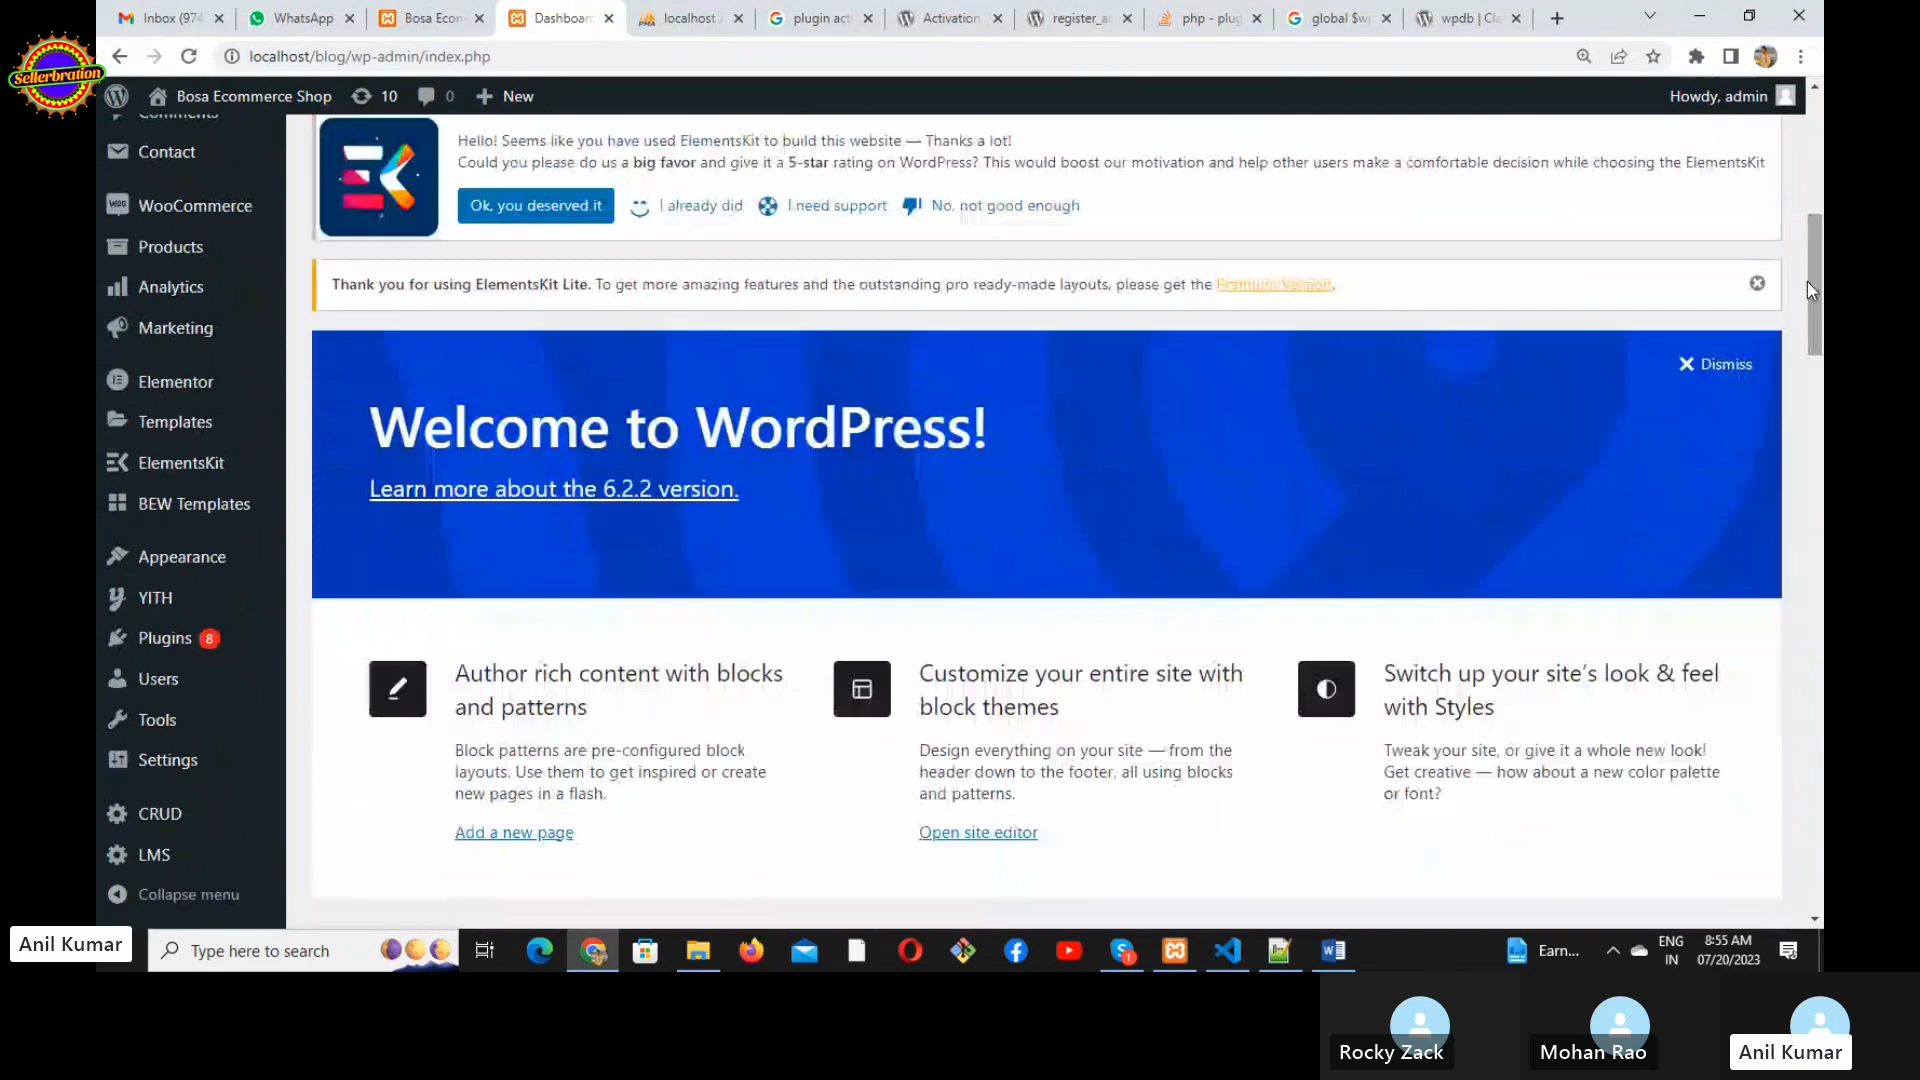 Inbox (974
WhatsApp
Bosa Ecom
Dashboard
localhost /
plugin acti
Activation
register_a
php - plug
global $w
wpdb | Cla
localhost/blog/wp-admin/index.php
Sellerbration
Bosa Ecommerce Shop
10
0
New
Howdy, admin
Comments
Contact
WooCommerce
Products
Analytics
Marketing
Elementor
Templates
ElementsKit
BEW Templates
Appearance
YITH
Plugins 8
Users
Tools
Settings
CRUD
LMS
Collapse menu
Hello! Seems like you have used ElementsKit to build this website — Thanks a lot!
Could you please do us a big favor and give it a 5-star rating on WordPress? This would boost our motivation and help other users make a comfortable decision while choosing the ElementsKit
Ok, you deserved it
I already did
I need support
No, not good enough
Thank you for using ElementsKit Lite. To get more amazing features and the outstanding pro ready-made layouts, please get the Premium Version.
Dismiss
Welcome to WordPress!
Learn more about the 6.2.2 version.
Author rich content with blocks
and patterns
Block patterns are pre-configured block
layouts. Use them to get inspired or create
new pages in a flash.
Add a new page
Customize your entire site with
block themes
Design everything on your site — from the
header down to the footer, all using blocks
and patterns.
Open site editor
Switch up your site's look & feel
with Styles
Tweak your site, or give it a whole new look!
Get creative — how about a new color palette
or font?
Anil Kumar
Type here to search
Earn...
ENG
IN
8:55 AM
07/20/2023
Rocky Zack
Mohan Rao
Anil Kumar